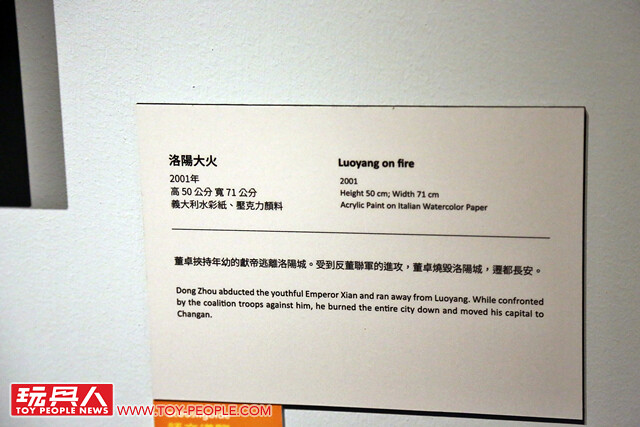 洛陽大火
2001年
高 50 公分 寬 71 公分
義大利水彩紙、壓克力顏料
Luoyang on fire
2001
Height 50 cm; Width 71 cm
Acrylic Paint on Italian Watercolor Paper
董卓挾持年幼的獻帝逃離洛陽城。受到反董聯軍的進攻，董卓燒毀洛陽城，遷都長安。
Dong Zhou abducted the youthful Emperor Xian and ran away from Luoyang. While confronted
by the coalition troops against him, he burned the entire city down and moved his capital to
Changan.
玩具人
TOY PEOPLE NEWS
WWW.TOY-PEOPLE.COM